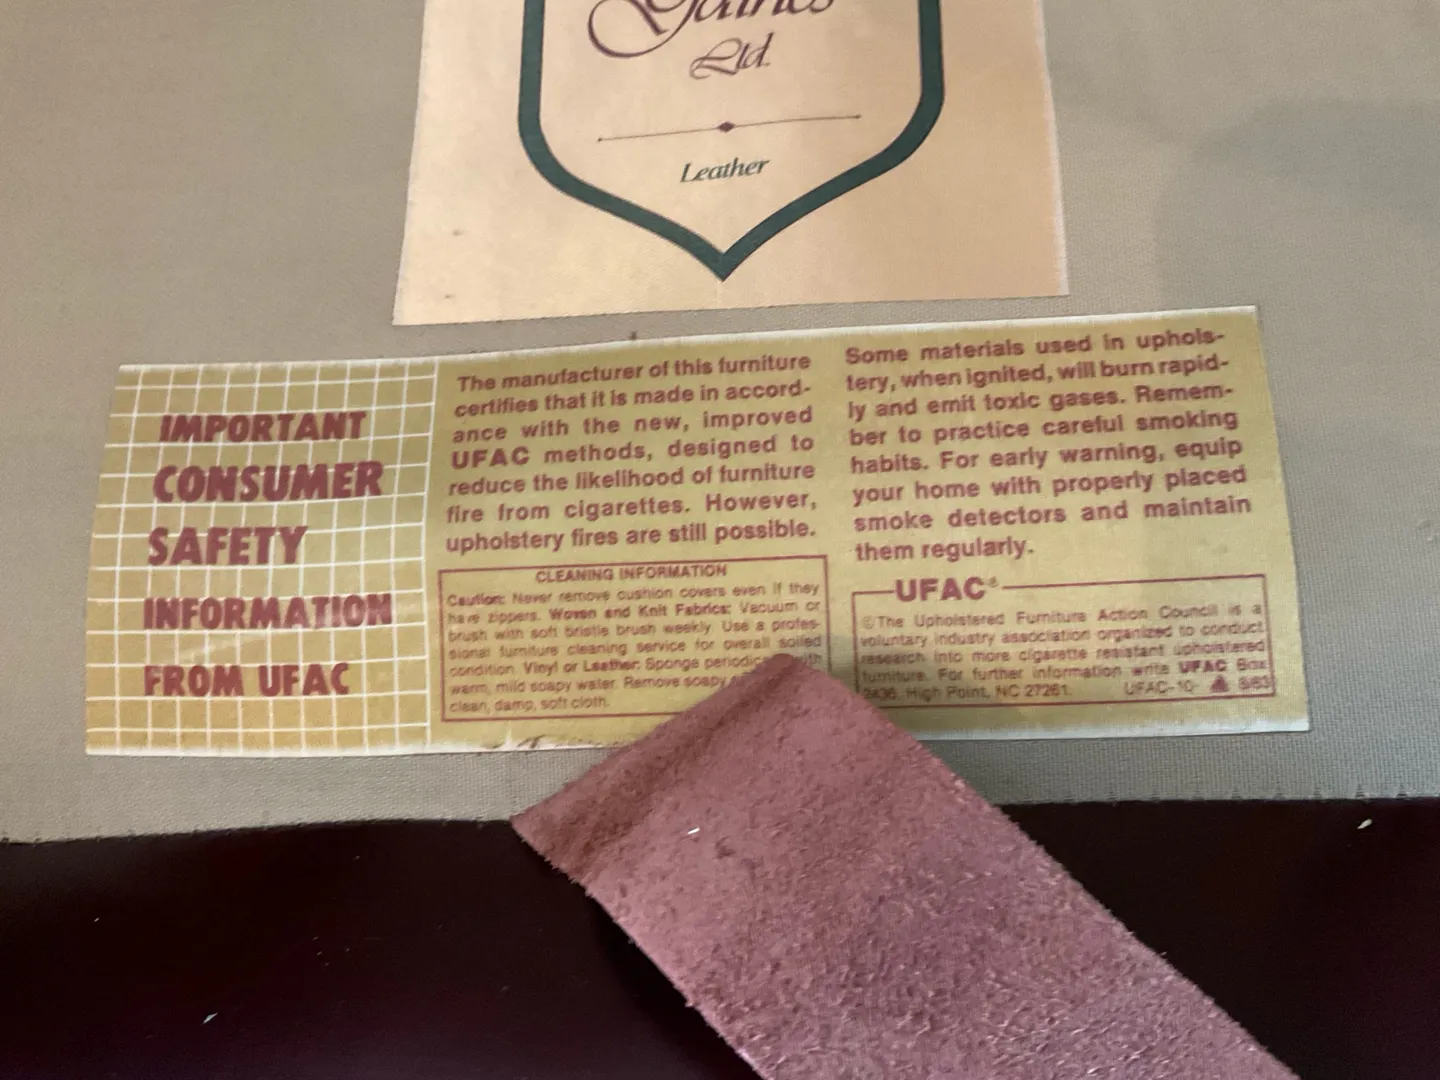 Gaines
Ltd.
Leather
IMPORTANT
CONSUMER
SAFETY
INFORMATION
FROM UFAC
The manufacturer of this furniture
certifies that it is made in accord-
ance with the new, improved
UFAC methods, designed to
reduce the likelihood of furniture
fire from cigarettes. However,
upholstery fires are still possible.
CLEANING INFORMATION
Caution: Never remove cushion covers even if they
have zippers. Woven and Knit Fabrics: Vacuum or
brush with soft bristle brush weekly. Use a profes-
sional furniture cleaning service for overall soiled
condition. Vinyl or Leather: Sponge periodic with
warm, mild soapy water. Remove soapy
clean, damp, soft cloth.
Some materials used in uphols-
tery, when ignited, will burn rapid-
ly and emit toxic gases. Remem-
ber to practice careful smoking
habits. For early warning, equip
your home with properly placed
smoke detectors and maintain
them regularly.
UFAC®
©The Upholstered Furniture Action Council is a
voluntary industry association organized to conduct
research into more cigarette resistant upholstered
furniture. For further information write UFAC Box
2436, High Point, NC 27261. UFAC-10- 8/83